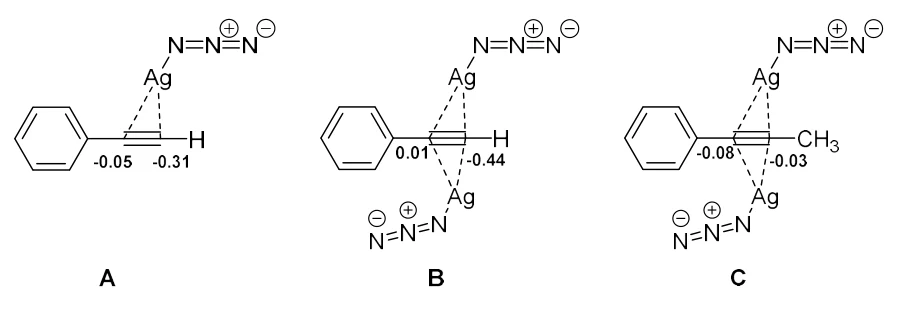 N=N=N N=N=N N=N=N
⊕ ⊖ ⊕ ⊖ ⊕ ⊖
Ag Ag Ag
H H CH3
-0.05 -0.31 0.01 -0.44 -0.08 -0.03
Ag Ag
⊖ ⊕ ⊖ ⊕
N=N=N N=N=N
A B C